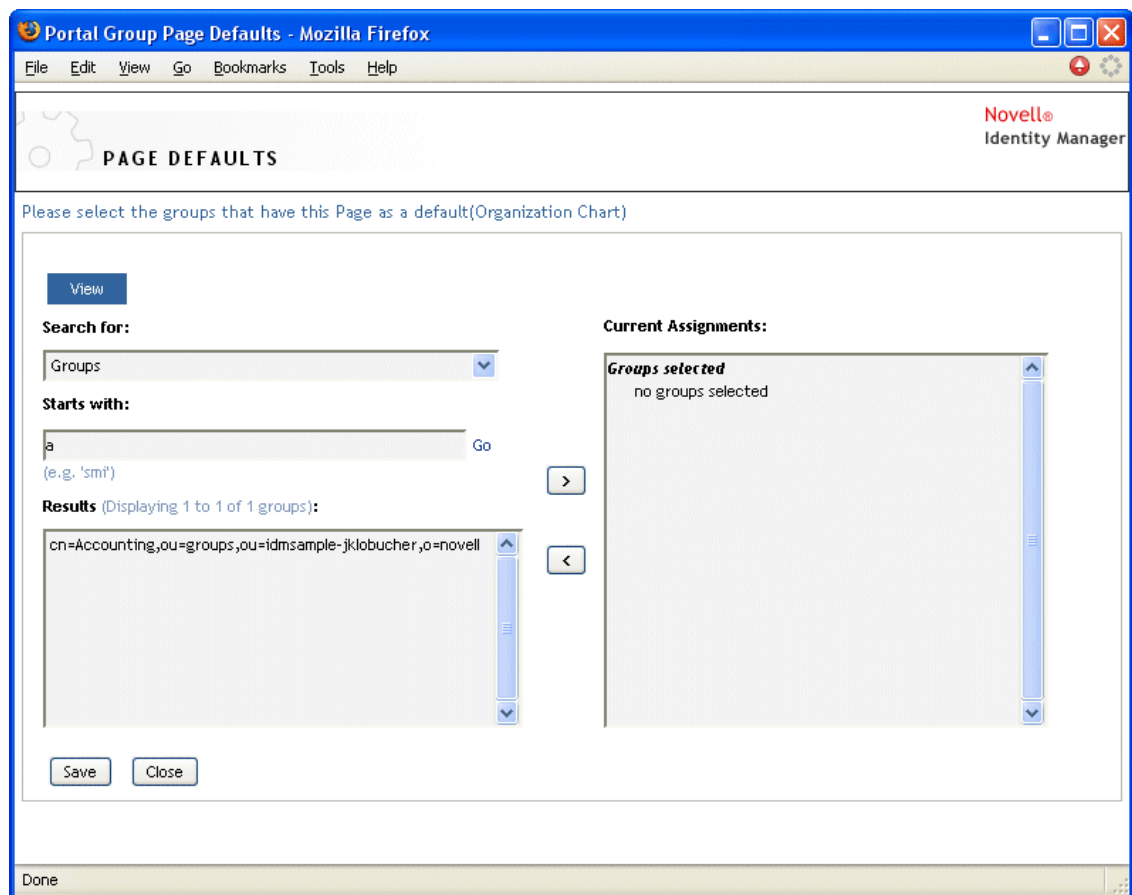 Portal Group Page Defaults - Mozilla Firefox
File Edit View Go Bookmarks Tools Help
Novell®
Identity Manager
PAGE DEFAULTS
Please select the groups that have this Page as a default(Organization Chart)
View
Search for:
Groups
Starts with:
a
Go
(e.g. 'smi')
Results (Displaying 1 to 1 of 1 groups):
cn=Accounting,ou=groups,ou=idmsample-jklobucher,o=novell
>
<
Current Assignments:
Groups selected
no groups selected
Save Close
Done